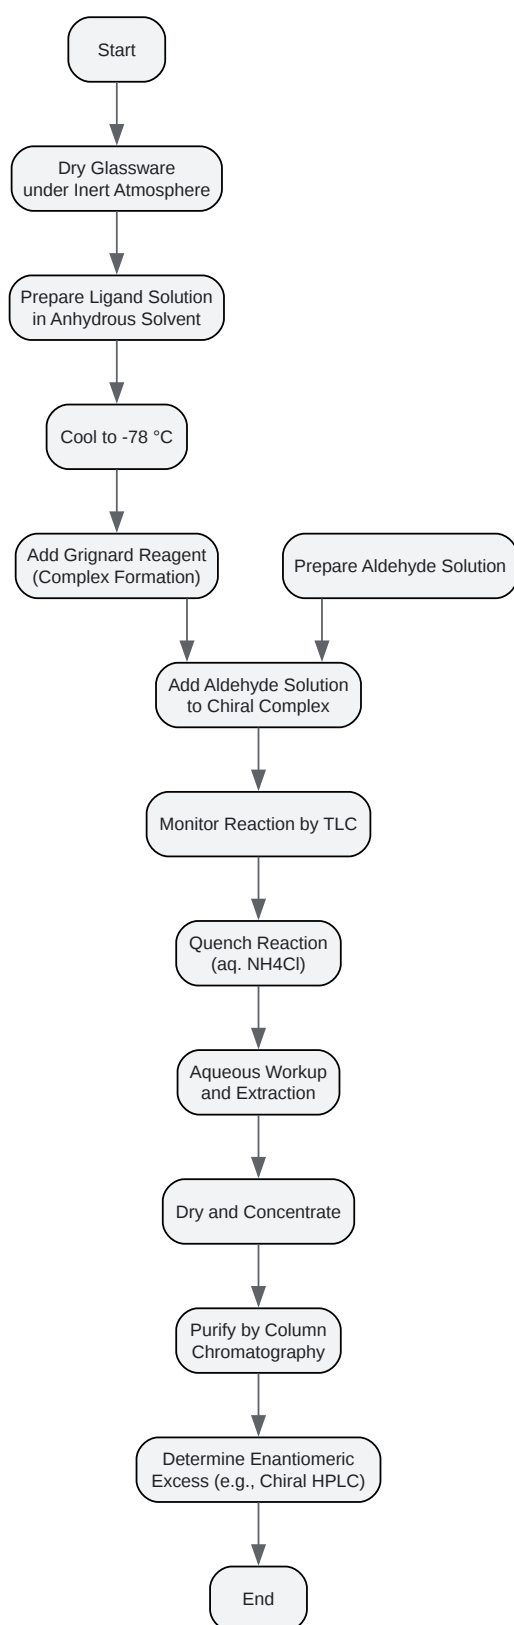 Start
Dry Glassware
under Inert Atmosphere
Prepare Ligand Solution
in Anhydrous Solvent
Cool to -78 °C
Add Grignard Reagent
(Complex Formation)
Prepare Aldehyde Solution
Add Aldehyde Solution
to Chiral Complex
Monitor Reaction by TLC
Quench Reaction
(aq. NH4Cl)
Aqueous Workup
and Extraction
Dry and Concentrate
Purify by Column
Chromatography
Determine Enantiomeric
Excess (e.g., Chiral HPLC)
End